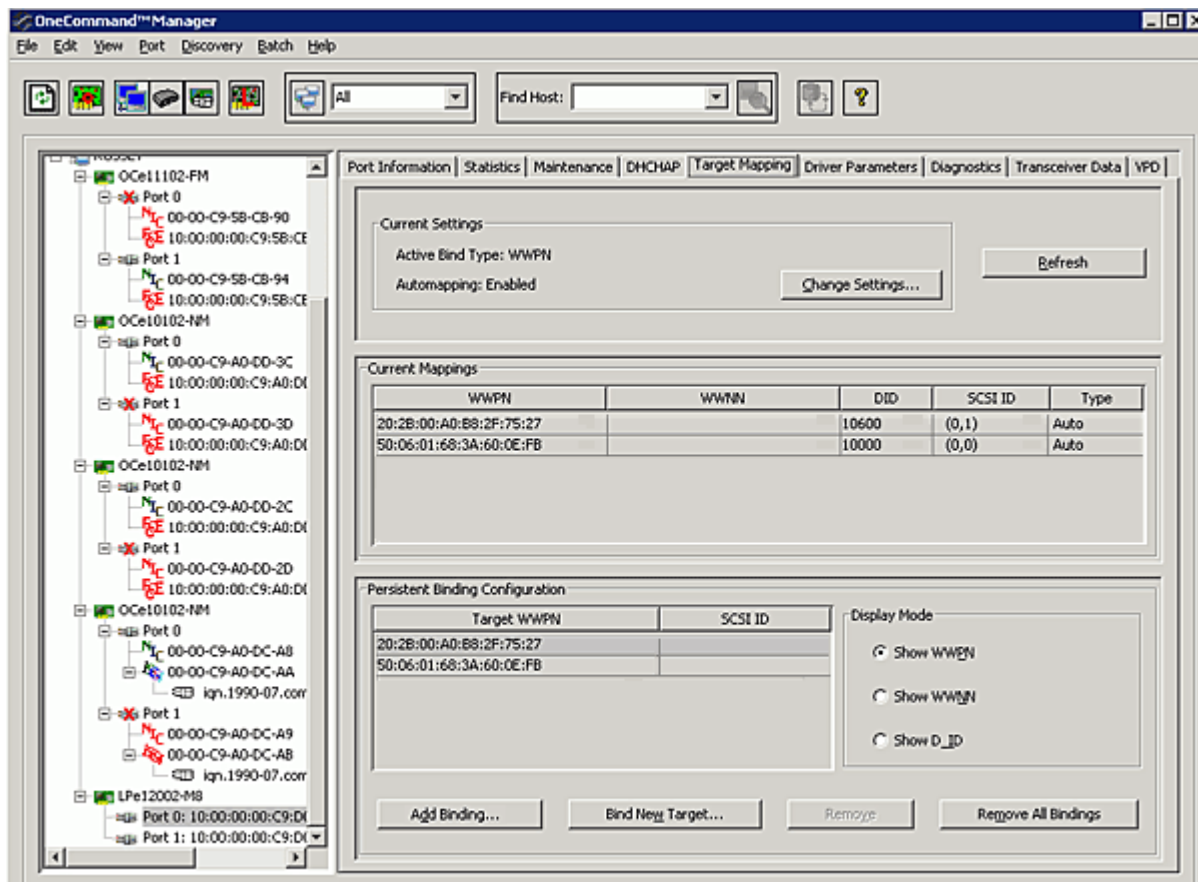 OneCommand™Manager
File Edit View Port Discovery Batch Help
All
Find Host:
OCe11102-FM
Port 0
00-00-C9-5B-CB-90
10:00:00:00:C9:5B:CE
Port 1
00-00-C9-5B-CB-94
10:00:00:00:C9:5B:CE
OCe10102-NM
Port 0
00-00-C9-A0-DD-3C
10:00:00:00:C9:A0:DI
Port 1
00-00-C9-A0-DD-3D
10:00:00:00:C9:A0:DI
OCe10102-NM
Port 0
00-00-C9-A0-DD-2C
10:00:00:00:C9:A0:DI
Port 1
00-00-C9-A0-DD-2D
10:00:00:00:C9:A0:DI
OCe10102-NM
Port 0
00-00-C9-A0-DC-A8
00-00-C9-A0-DC-AA
iqn.1990-07.com
Port 1
00-00-C9-A0-DC-A9
00-00-C9-A0-DC-AB
iqn.1990-07.com
LPe12002-M8
Port 0: 10:00:00:00:C9:D(
Port 1: 10:00:00:00:C9:D(
Port Information Statistics Maintenance DHCHAP Target Mapping Driver Parameters Diagnostics Transceiver Data VPD
Current Settings
Active Bind Type: WWPN
Automapping: Enabled
Change Settings...
Refresh
Current Mappings
WWPN WWNN DID SCSI ID Type
20:2B:00:A0:B8:2F:75:27 10600 (0,1) Auto
50:06:01:68:3A:60:0E:FB 10000 (0,0) Auto
Persistent Binding Configuration
Target WWPN SCSI ID
20:2B:00:A0:B8:2F:75:27
50:06:01:68:3A:60:0E:FB
Display Mode
Show WWPN
Show WWNN
Show D_ID
Add Binding... Bind New Target... Remove Remove All Bindings